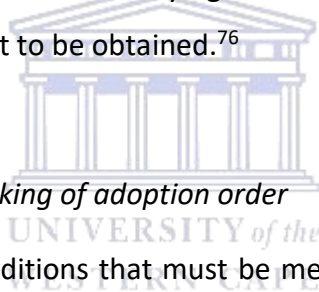 t to be obtained.⁷⁶
king of adoption order
UNIVERSITY of the
ditions that must be me
WESTERN CAPE